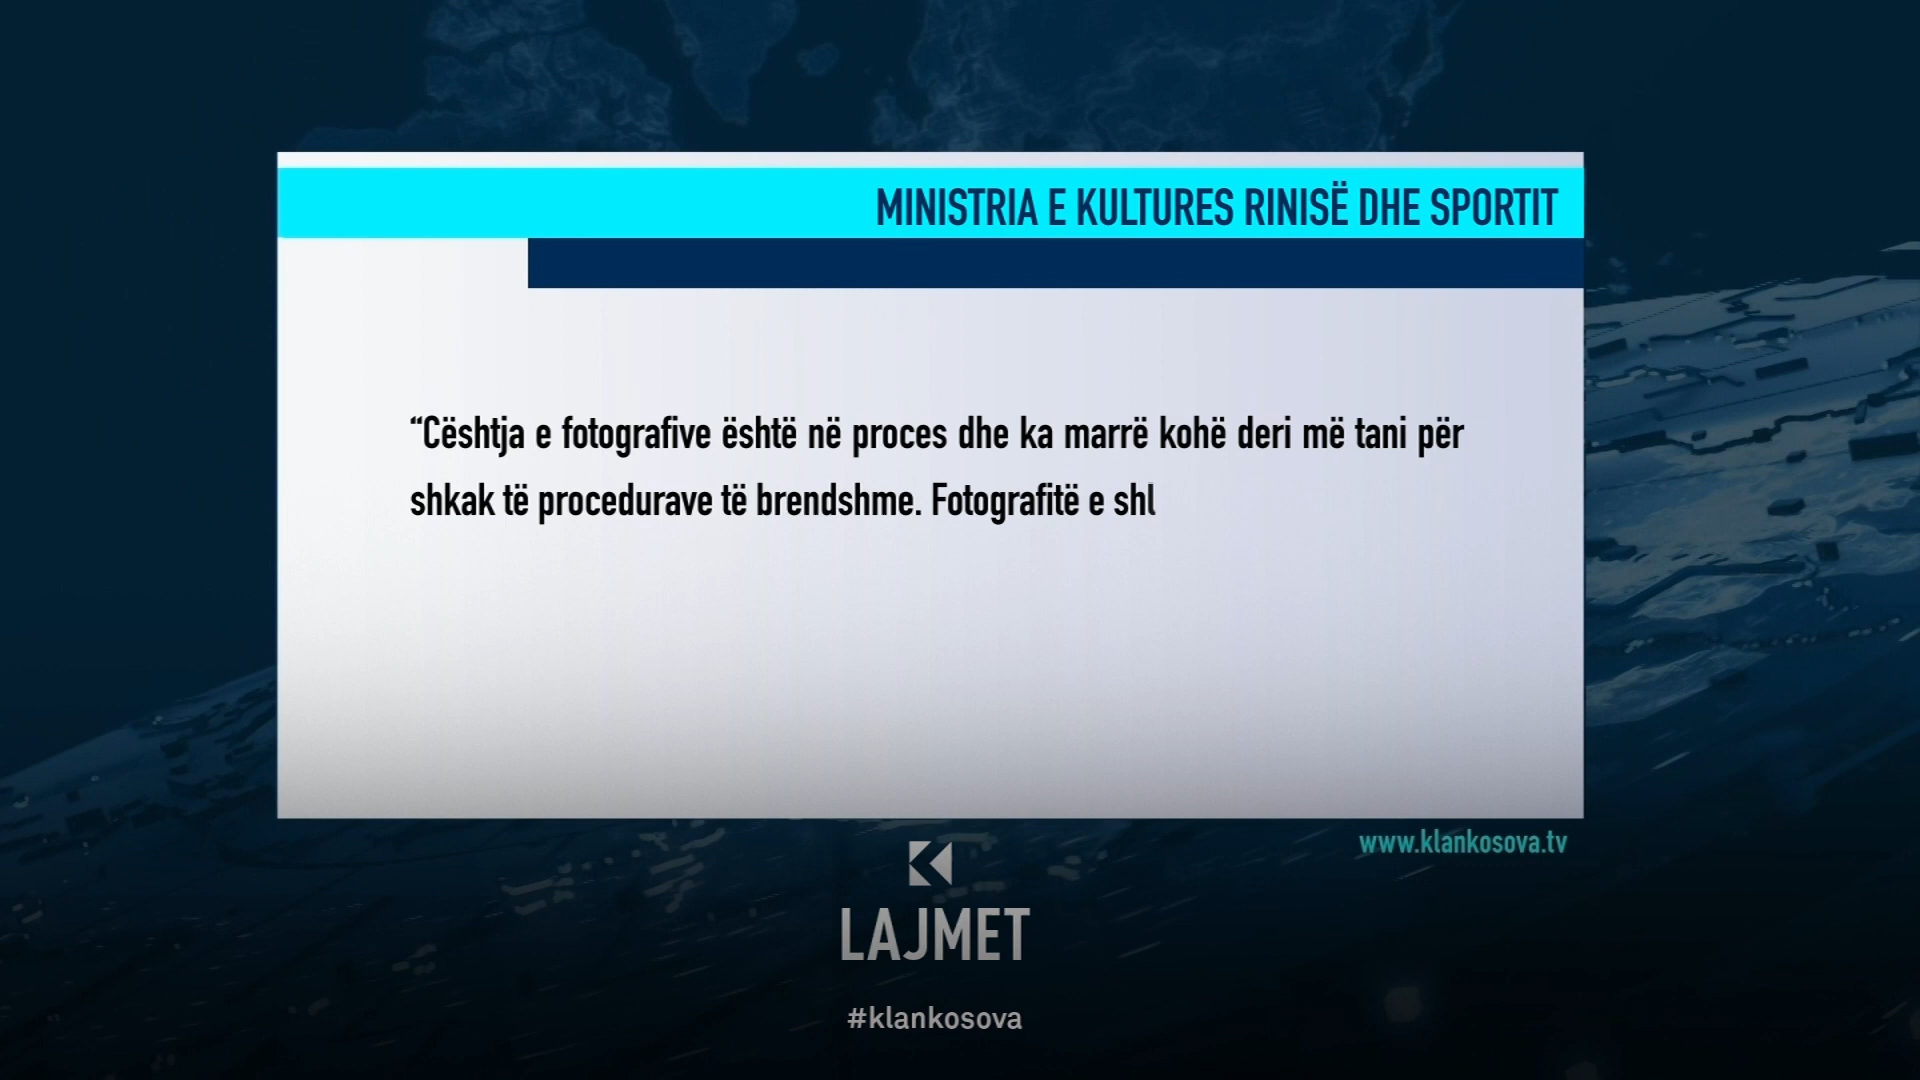 MINISTRIA E KULTURES RINISË DHE SPORTIT
“Cështja e fotografive është në proces dhe ka marrë kohë deri më tani për
shkak të procedurave të brendshme. Fotografitë e shl
www.klankosova.tv
LAJMET
#klankosova